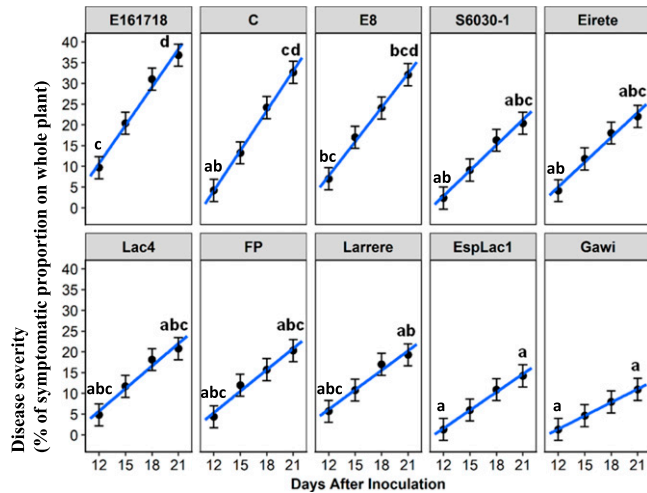 E161718 C E8 S6030-1 Eirete
40 35 30 25 20 15 10 5 0
c d
ab cd
bc bcd
ab abc
ab abc
Lac4 FP Larrere EspLac1 Gawi
40 35 30 25 20 15 10 5 0
abc abc
abc abc
abc ab
a a
a a
12 15 18 21 12 15 18 21 12 15 18 21 12 15 18 21 12 15 18 21
Days After Inoculation
Disease severity
(% of symptomatic proportion on whole plant)